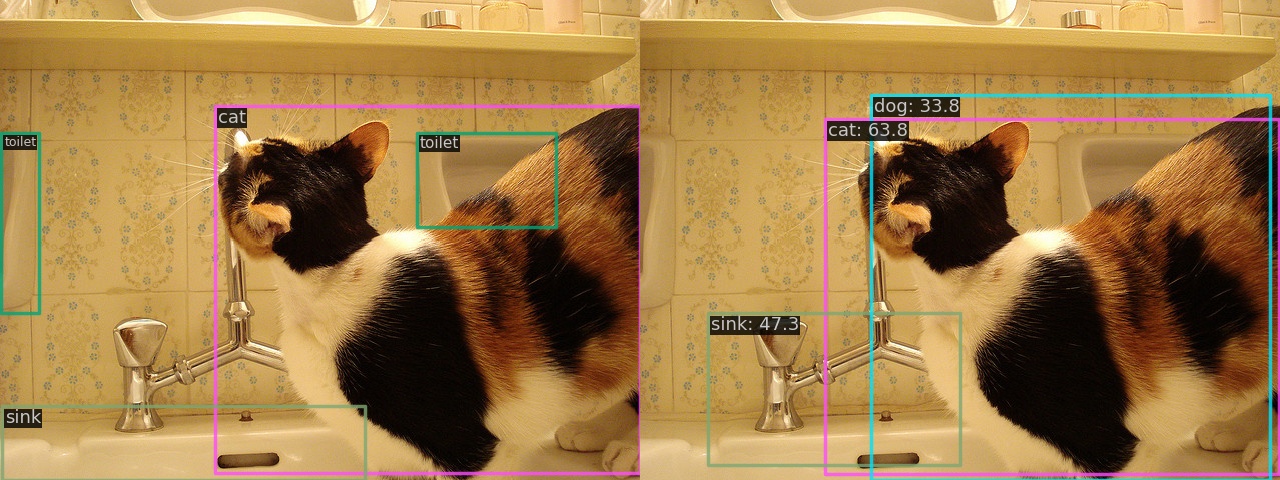 cat
toilet
toilet
sink
dog: 33.8
cat: 63.8
sink: 47.3